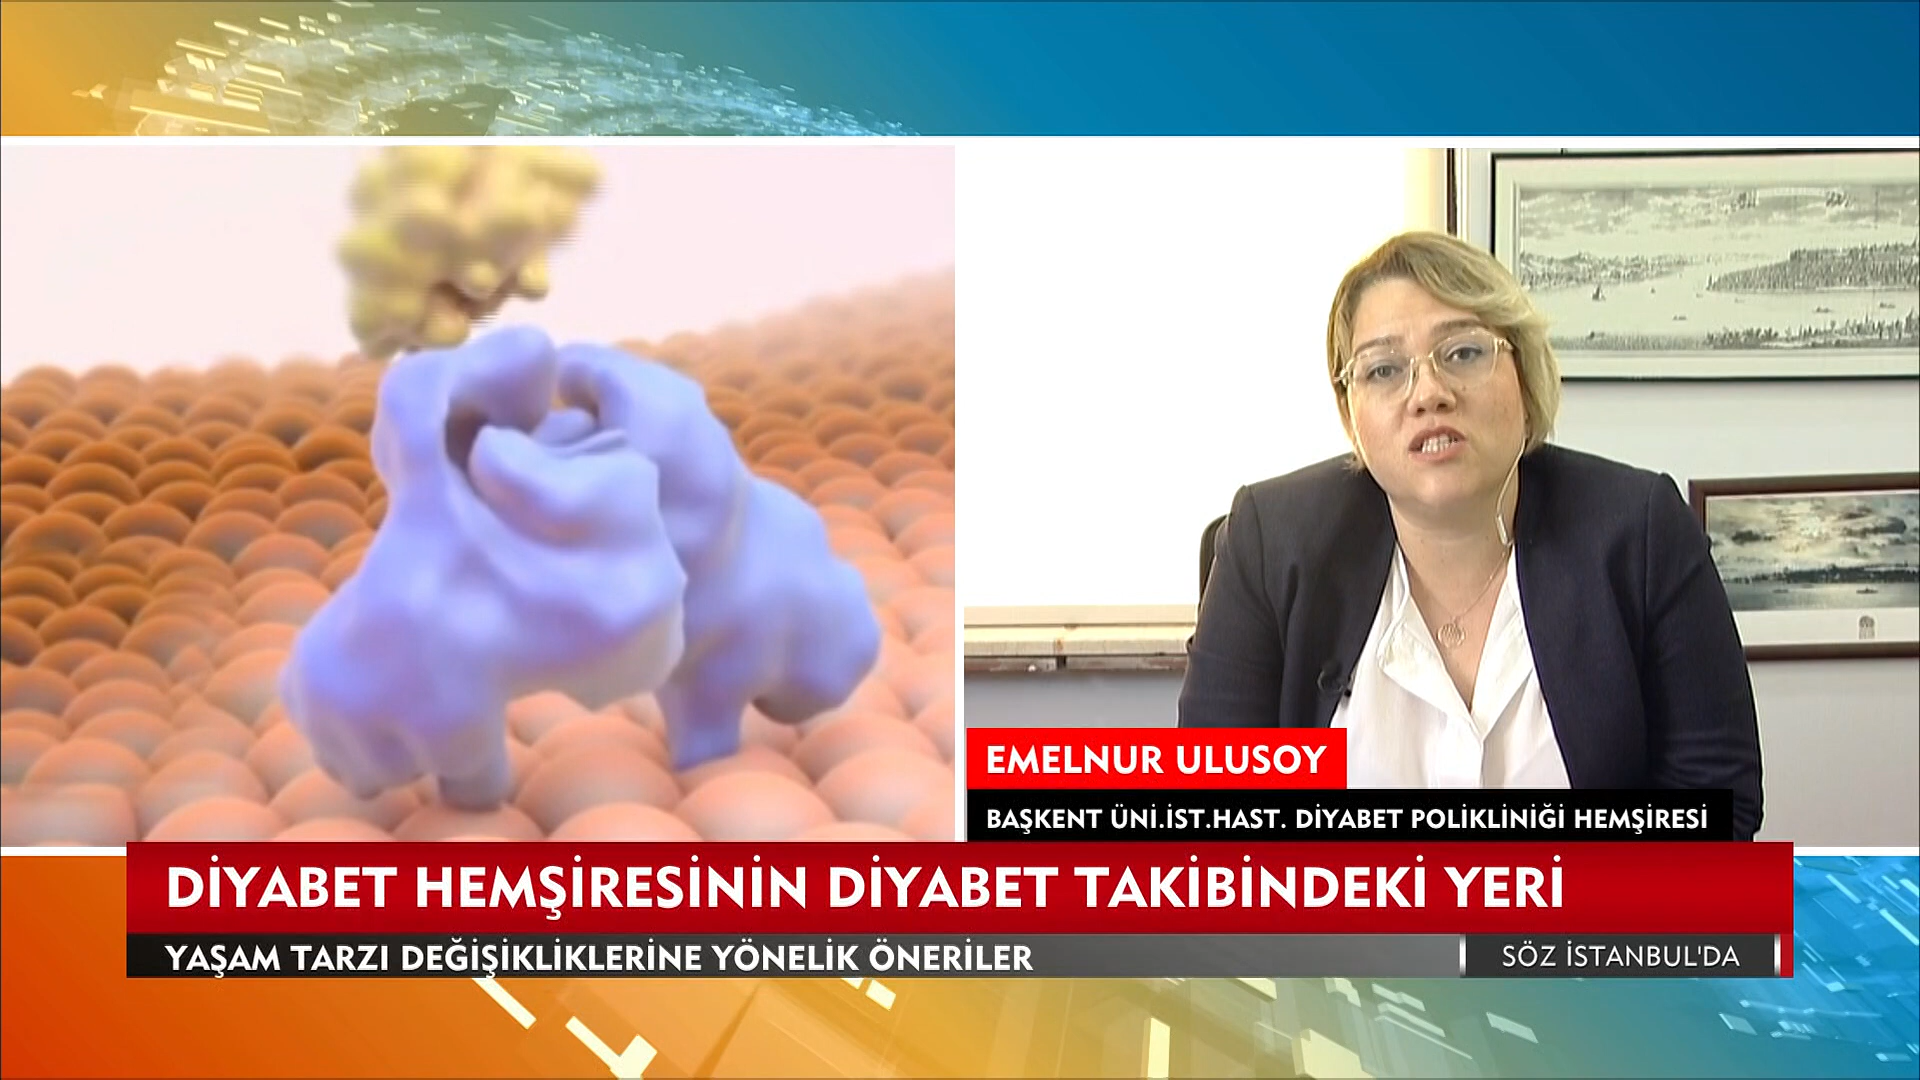 EMELNUR ULUSOY
BAŞKENT ÜNİ.İST.HAST. DİYABET POLİKLİNİĞİ HEMŞİRESİ
DİYABET HEMŞİRESİNİN DİYABET TAKİBİNDEKİ YERİ
YAŞAM TARZI DEĞİŞİKLİKLERİNE YÖNELİK ÖNERİLER
SÖZ İSTANBUL'DA